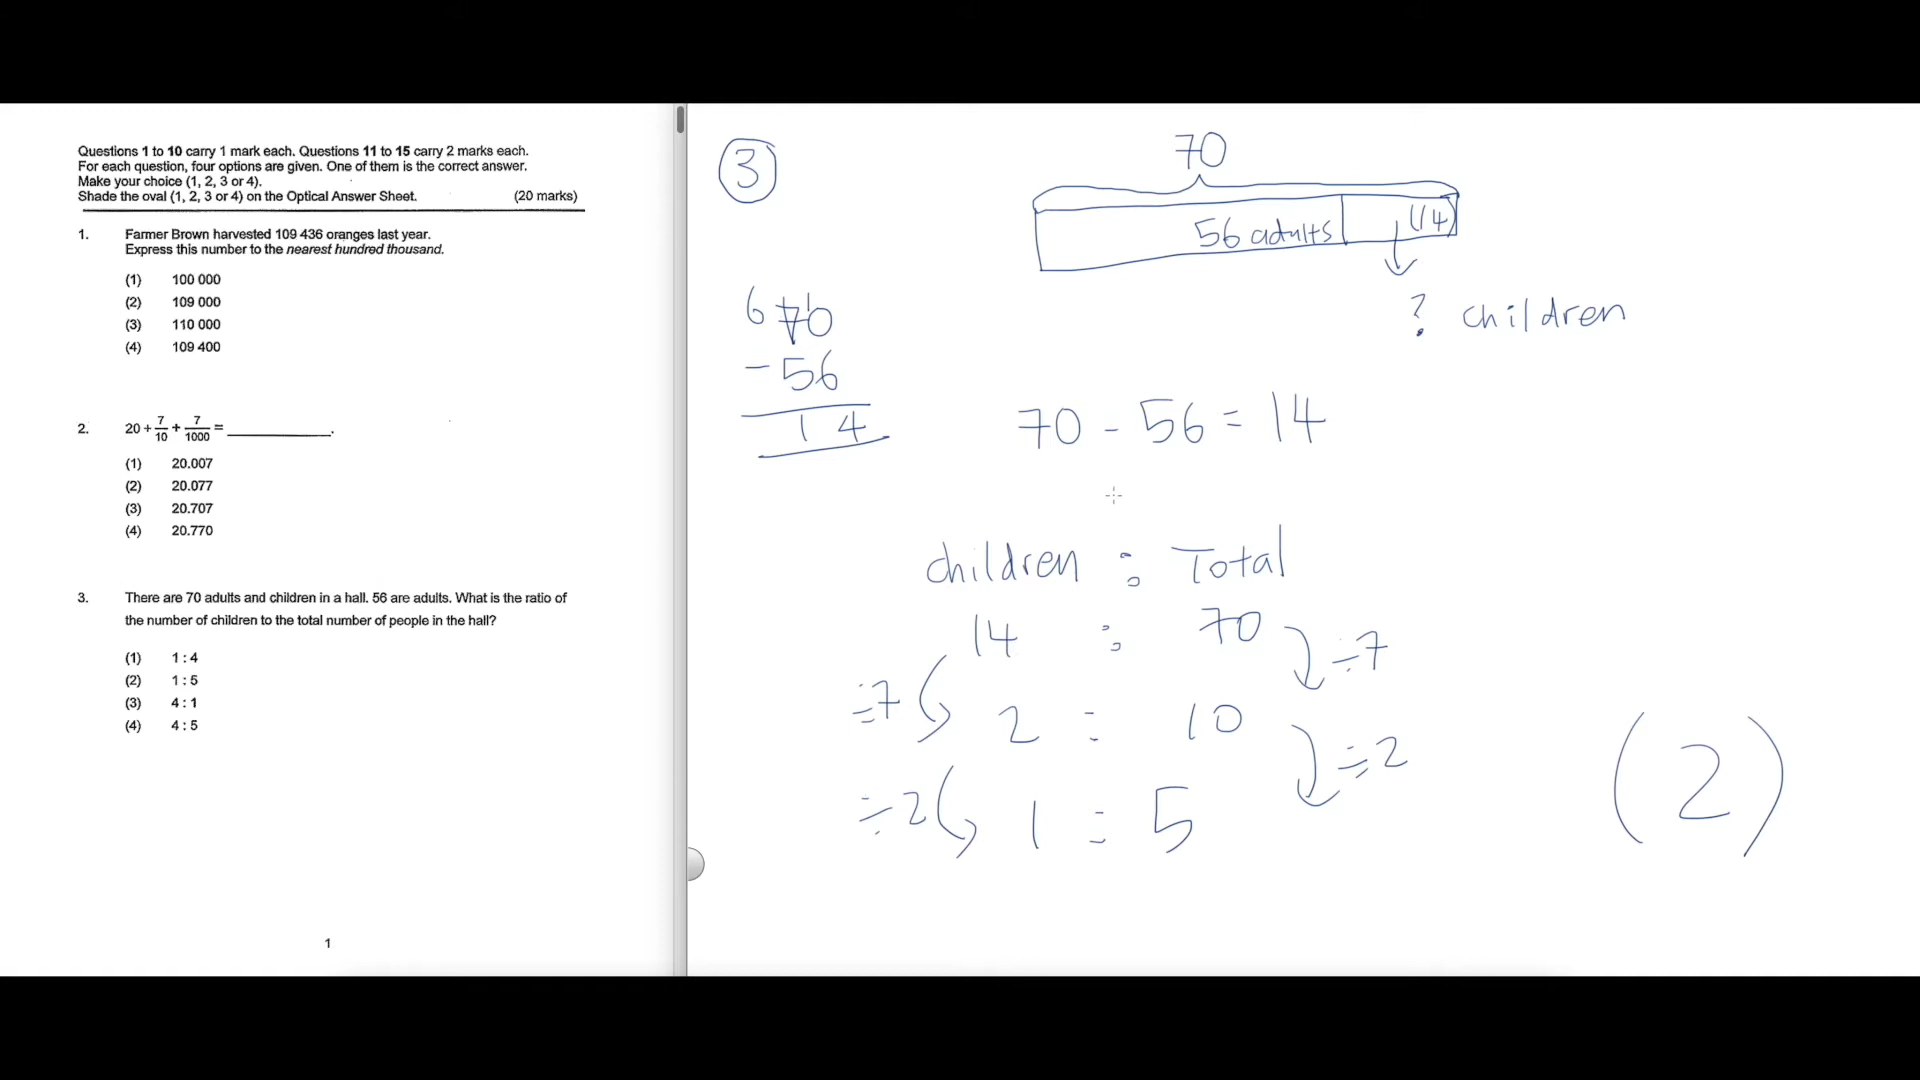 Questions 1 to 10 carry 1 mark each. Questions 11 to 15 carry 2 marks each.
For each question, four options are given. One of them is the correct answer.
Make your choice (1, 2, 3 or 4).
Shade the oval (1, 2, 3 or 4) on the Optical Answer Sheet. (20 marks)
1. Farmer Brown harvested 109 436 oranges last year.
Express this number to the nearest hundred thousand.
(1) 100 000
(2) 109 000
(3) 110 000
(4) 109 400
2. 20 + 7/10 + 7/1000 = ____________.
(1) 20.007
(2) 20.077
(3) 20.707
(4) 20.770
3. There are 70 adults and children in a hall. 56 are adults. What is the ratio of
the number of children to the total number of people in the hall?
(1) 1 : 4
(2) 1 : 5
(3) 4 : 1
(4) 4 : 5
1
3
70
56 adults (14)
? children
6 1
70
- 56
14
70 - 56 = 14
children : Total
14 : 70
÷7 ÷7
2 : 10
÷2 ÷2
1 : 5
(2)